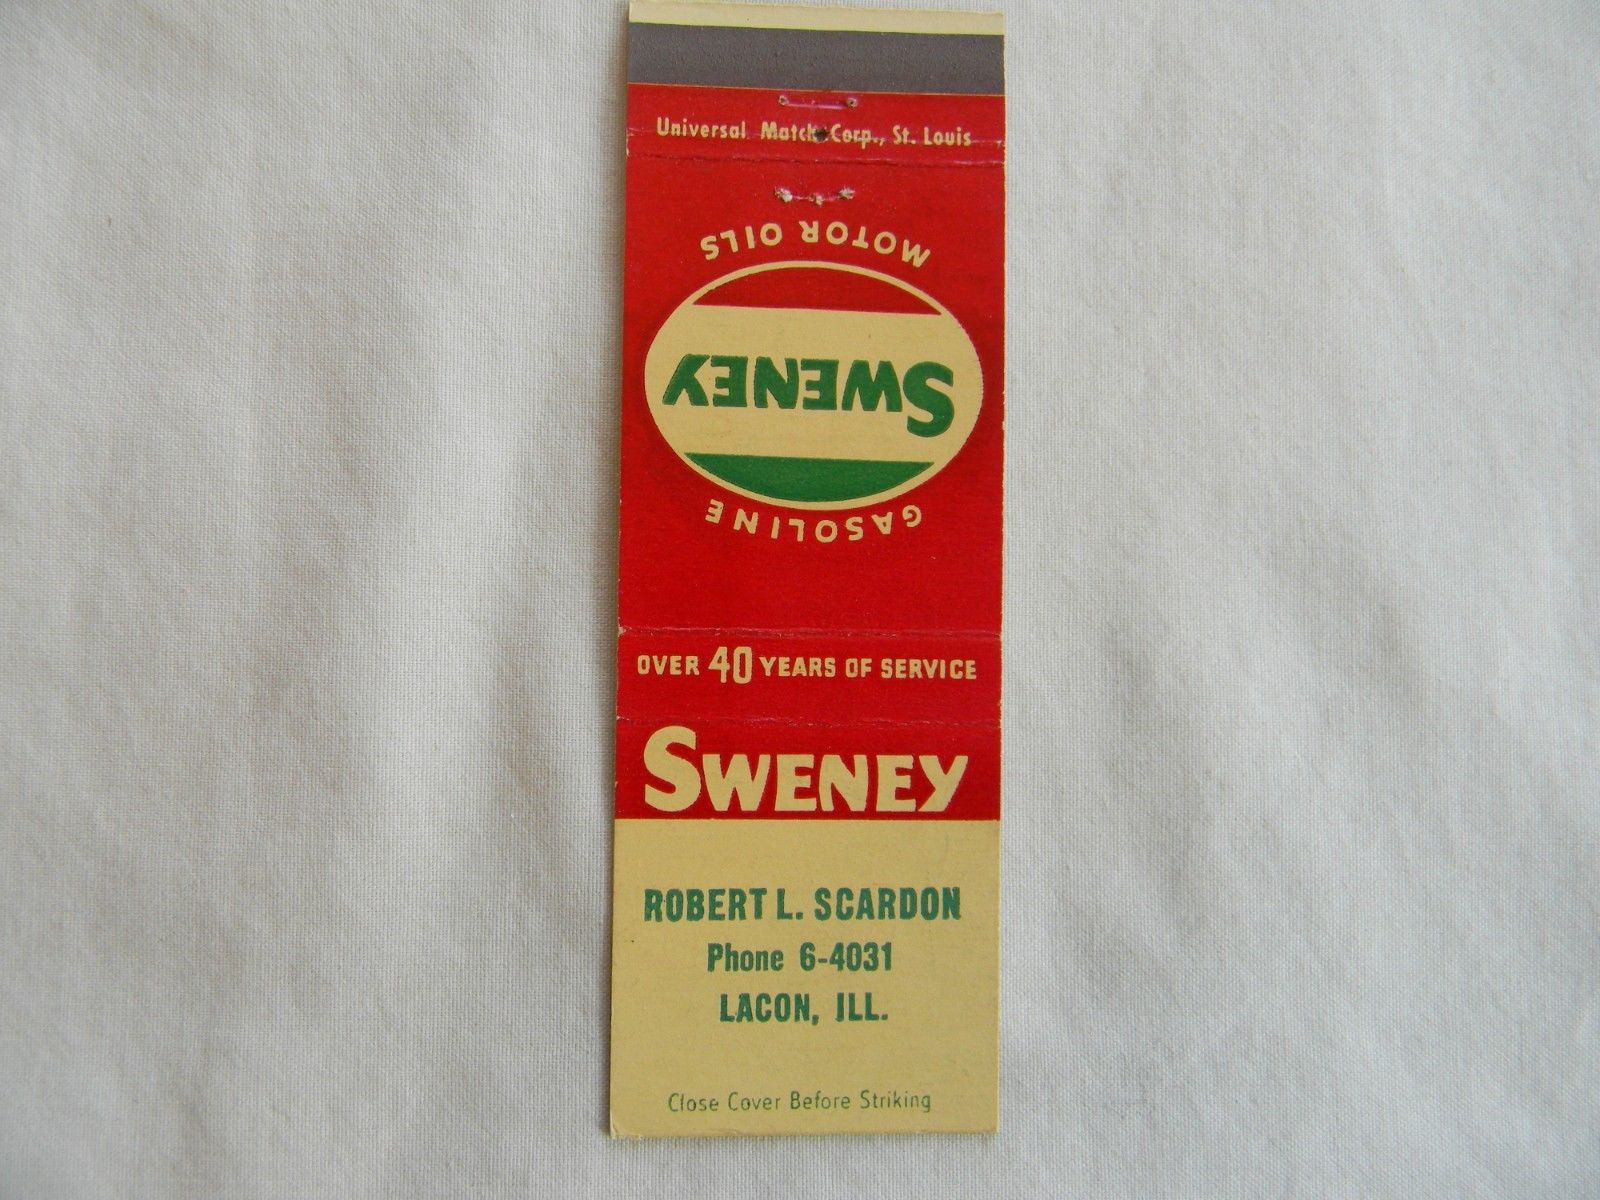 Universal Match Corp., St. Louis
GASOLINE
SWENEY
MOTOR OILS
OVER 40 YEARS OF SERVICE
SWENEY
ROBERT L. SCARDON
Phone 6-4031
LACON, ILL.
Close Cover Before Striking